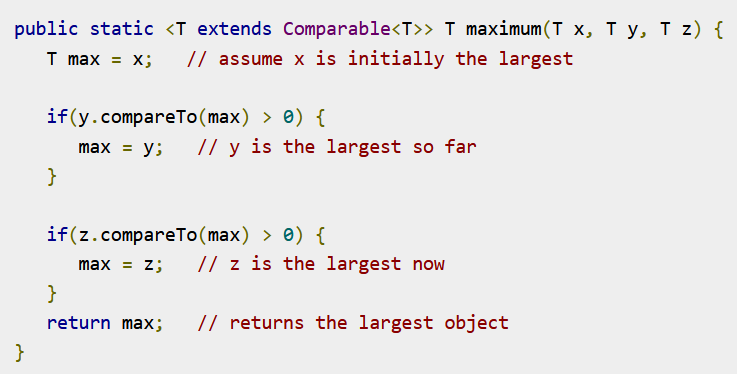 public static <T extends Comparable<T>> T maximum(T x, T y, T z) {
   T max = x;   // assume x is initially the largest

   if(y.compareTo(max) > 0) {
      max = y;   // y is the largest so far
   }

   if(z.compareTo(max) > 0) {
      max = z;   // z is the largest now
   }
   return max;   // returns the largest object
}